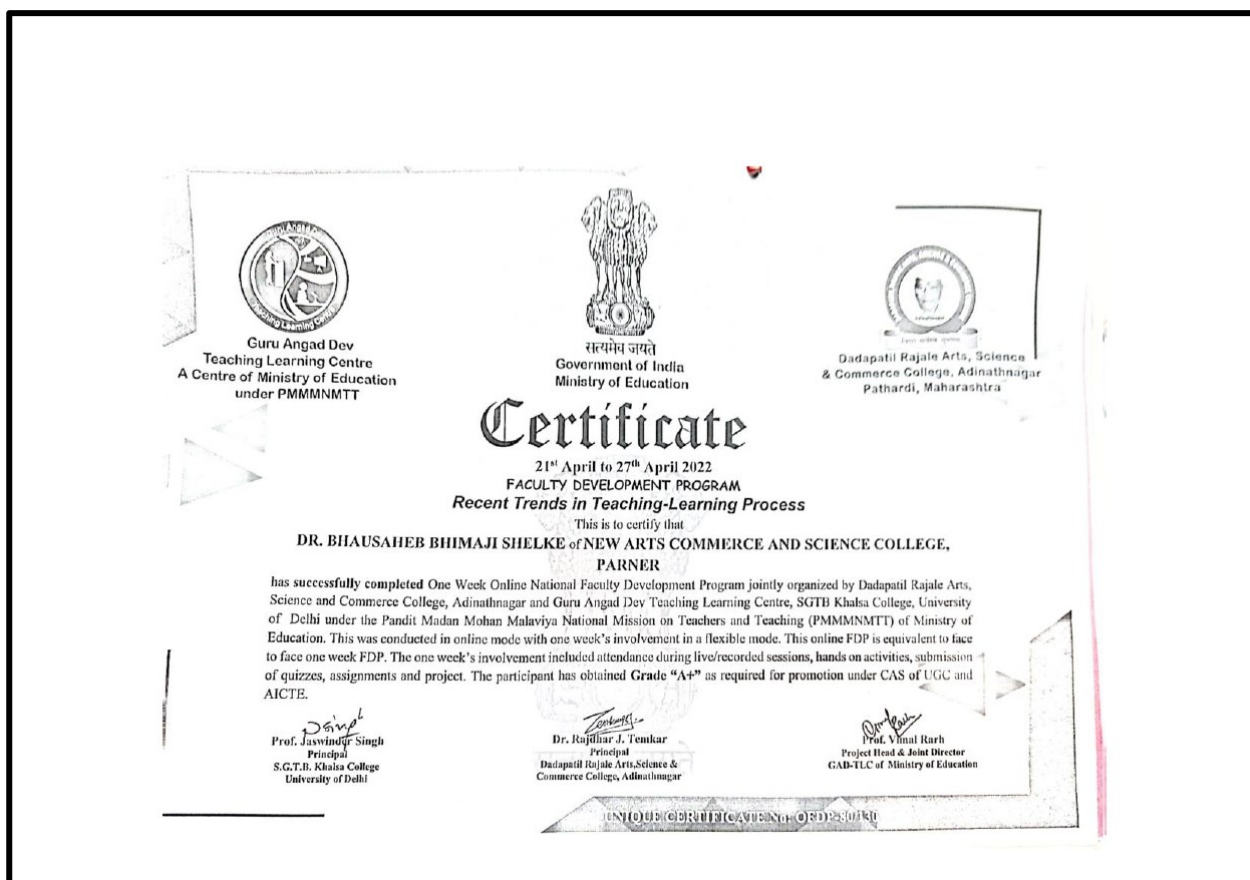 Guru Angad Dev
Teaching Learning Centre
A Centre of Ministry of Education
under PMMMNMTT
सत्यमेव जयते
Government of India
Ministry of Education
Dadapatil Rajale Arts, Science
& Commerce College, Adinathnagar
Pathardi, Maharashtra
Certificate
21st April to 27th April 2022
FACULTY DEVELOPMENT PROGRAM
Recent Trends in Teaching-Learning Process
This is to certify that
DR. BHAUSAHEB BHIMAJI SHELKE of NEW ARTS COMMERCE AND SCIENCE COLLEGE,
PARNER
has successfully completed One Week Online National Faculty Development Program jointly organized by Dadapatil Rajale Arts,
Science and Commerce College, Adinathnagar and Guru Angad Dev Teaching Learning Centre, SGTB Khalsa College, University
of Delhi under the Pandit Madan Mohan Malaviya National Mission on Teachers and Teaching (PMMMNMTT) of Ministry of
Education. This was conducted in online mode with one week's involvement in a flexible mode. This online FDP is equivalent to face
to face one week FDP. The one week's involvement included attendance during live/recorded sessions, hands on activities, submission
of quizzes, assignments and project. The participant has obtained Grade "A+" as required for promotion under CAS of UGC and
AICTE.
Prof. Jaswinder Singh
Principal
S.G.T.B. Khalsa College
University of Delhi
Dr. Rajdhar J. Temkar
Principal
Dadapatil Rajale Arts,Science &
Commerce College, Adinathnagar
Prof. Vimal Rarh
Project Head & Joint Director
GAD-TLC of Ministry of Education
UNIQUE CERTIFICATE No: OFDP-80130